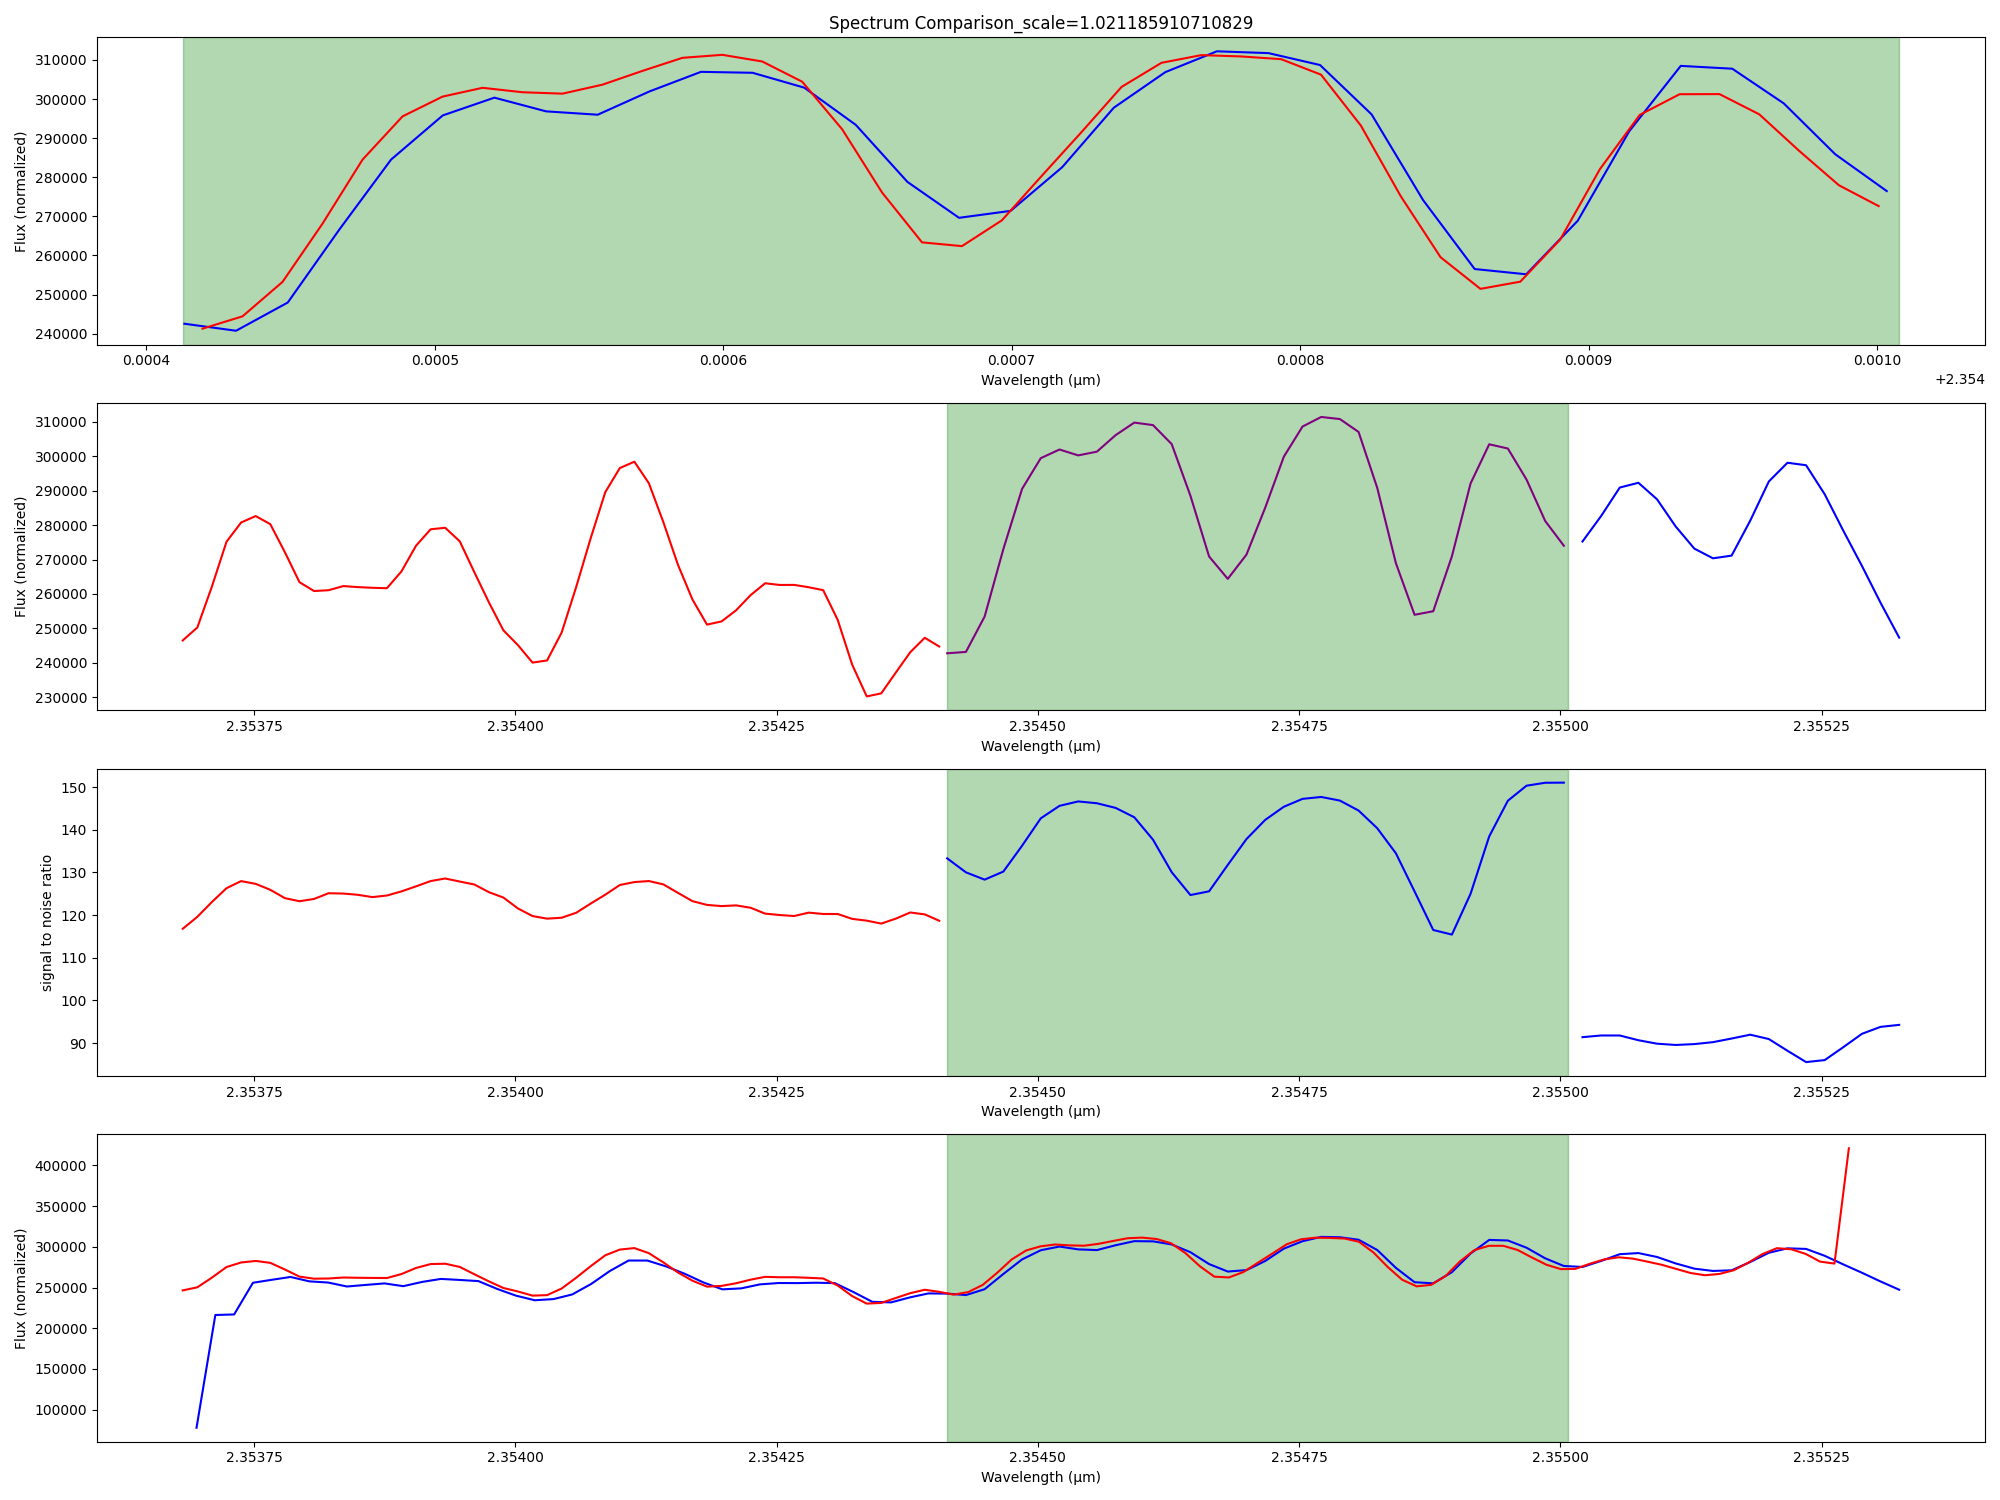 Spectrum Comparison_scale=1.021185910710829
310000
300000
290000
280000
270000
260000
250000
240000
Flux (normalized)
0.0004 0.0005 0.0006 0.0007 0.0008 0.0009 0.0010
Wavelength (µm)
+2.354
310000
300000
290000
280000
270000
260000
250000
240000
230000
Flux (normalized)
2.35375 2.35400 2.35425 2.35450 2.35475 2.35500 2.35525
Wavelength (µm)
150
140
130
120
110
100
90
signal to noise ratio
2.35375 2.35400 2.35425 2.35450 2.35475 2.35500 2.35525
Wavelength (µm)
400000
350000
300000
250000
200000
150000
100000
Flux (normalized)
2.35375 2.35400 2.35425 2.35450 2.35475 2.35500 2.35525
Wavelength (µm)